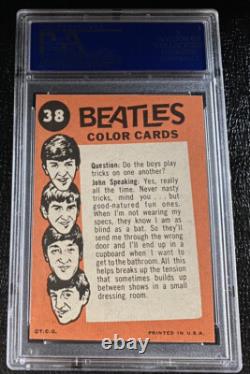 PSA
38
BEATLES
COLOR CARDS
Question: Do the boys play
tricks on one another?
John Speaking: Yes, really
all the time. Never nasty
tricks, mind you . . . but
good-natured fun ones.
When I'm not wearing my
specs, they know I am as
blind as a bat. So they'll
send me through the wrong
door and I'll end up in a
cupboard when I want to
get to the bathroom. All this
helps breaks up the tension
that sometimes builds up
between shows in a small
dressing room.
©T.C.G.
PRINTED IN U.S.A.